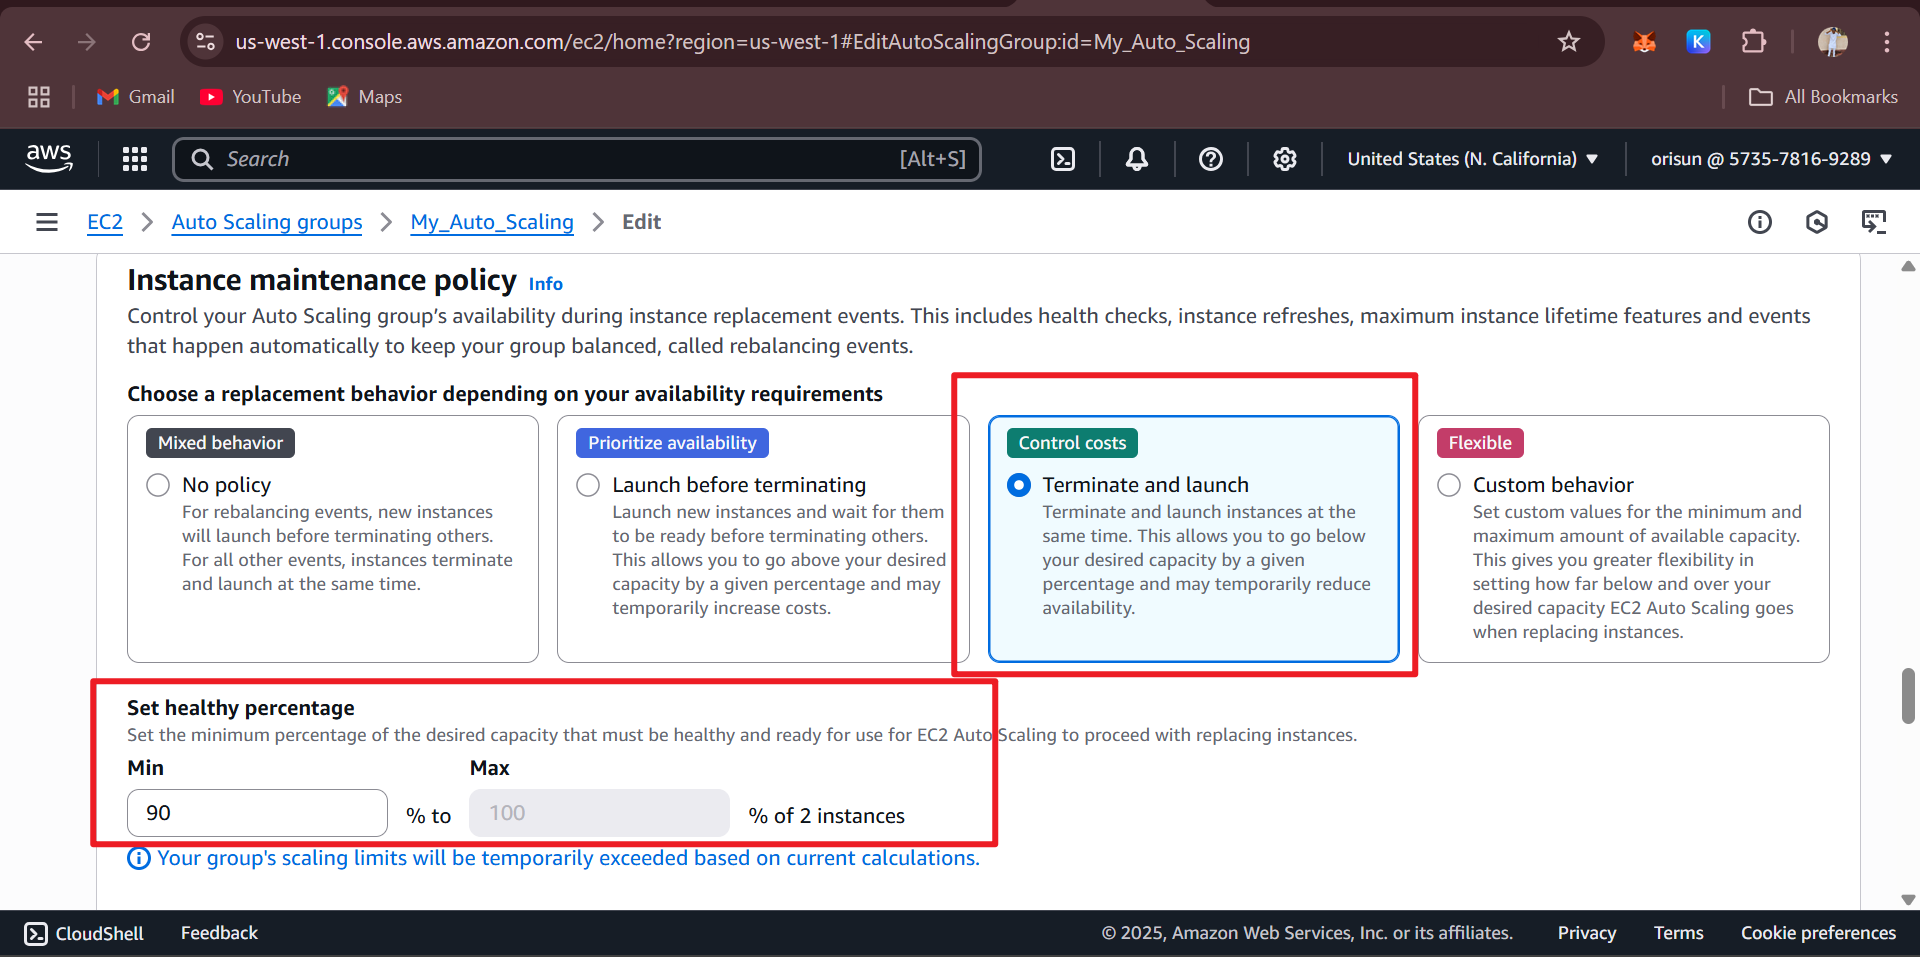 us-west-1.console.aws.amazon.com/ec2/home?region=us-west-1#EditAutoScalingGroup:id=My_Auto_Scaling
K
Gmail
YouTube
Maps
All Bookmarks
aws
Search
[Alt+S]
United States (N. California)
orisun @ 5735-7816-9289
EC2
Auto Scaling groups
My_Auto_Scaling
Edit
Instance maintenance policy Info
Control your Auto Scaling group’s availability during instance replacement events. This includes health checks, instance refreshes, maximum instance lifetime features and events
that happen automatically to keep your group balanced, called rebalancing events.
Choose a replacement behavior depending on your availability requirements
Mixed behavior
No policy
For rebalancing events, new instances
will launch before terminating others.
For all other events, instances terminate
and launch at the same time.
Prioritize availability
Launch before terminating
Launch new instances and wait for them
to be ready before terminating others.
This allows you to go above your desired
capacity by a given percentage and may
temporarily increase costs.
Control costs
Terminate and launch
Terminate and launch instances at the
same time. This allows you to go below
your desired capacity by a given
percentage and may temporarily reduce
availability.
Flexible
Custom behavior
Set custom values for the minimum and
maximum amount of available capacity.
This gives you greater flexibility in
setting how far below and over your
desired capacity EC2 Auto Scaling goes
when replacing instances.
Set healthy percentage
Set the minimum percentage of the desired capacity that must be healthy and ready for use for EC2 Auto Scaling to proceed with replacing instances.
Min
Max
90
% to
100
% of 2 instances
Your group's scaling limits will be temporarily exceeded based on current calculations.
CloudShell
Feedback
© 2025, Amazon Web Services, Inc. or its affiliates.
Privacy
Terms
Cookie preferences